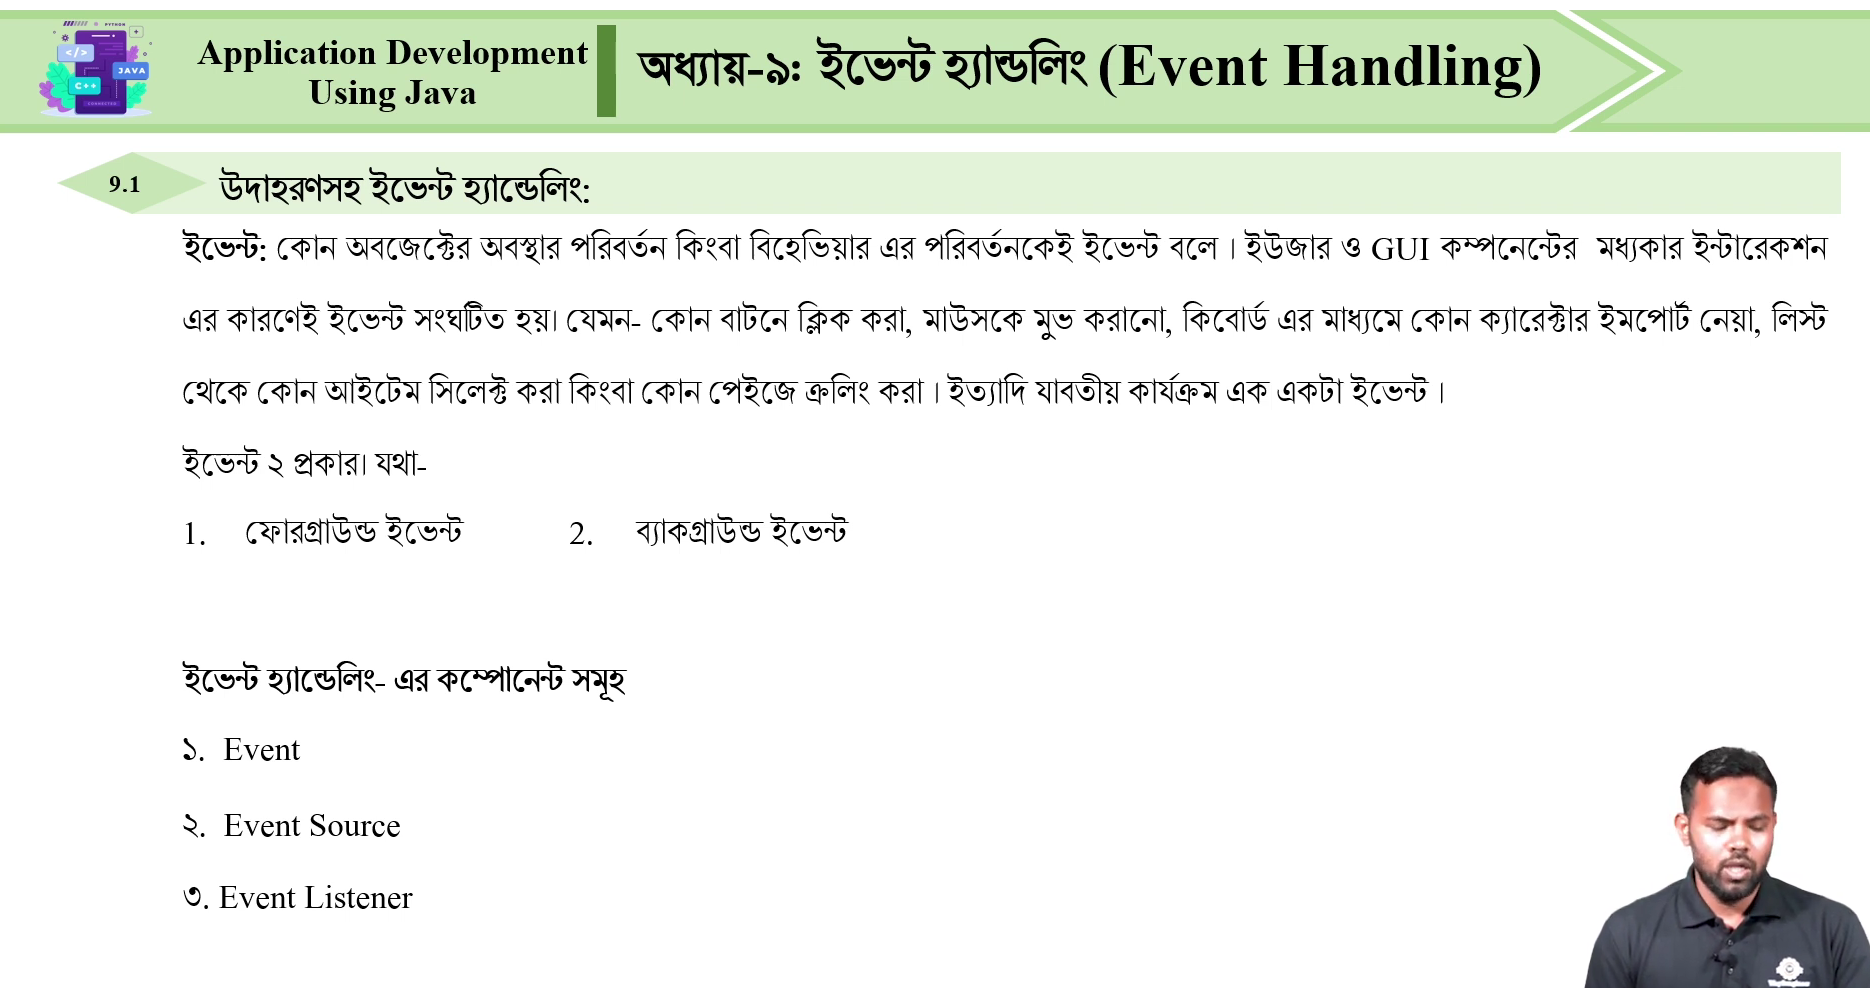 PYTHON
</>
JAVA
C++
CONNECTED
Application Development
Using Java
অধ্যায়-৯: ইভেন্ট হ্যান্ডলিং (Event Handling)
9.1
উদাহরণসহ ইভেন্ট হ্যান্ডেলিং:
ইভেন্ট: কোন অবজেক্টের অবস্থার পরিবর্তন কিংবা বিহেভিয়ার এর পরিবর্তনকেই ইভেন্ট বলে। ইউজার ও GUI কম্পনেন্টের মধ্যকার ইন্টারেকশন
এর কারণেই ইভেন্ট সংঘটিত হয়। যেমন- কোন বাটনে ক্লিক করা, মাউসকে মুভ করানো, কিবোর্ড এর মাধ্যমে কোন ক্যারেক্টার ইমপোর্ট নেয়া, লিস্ট
থেকে কোন আইটেম সিলেক্ট করা কিংবা কোন পেইজে ক্রলিং করা। ইত্যাদি যাবতীয় কার্যক্রম এক একটা ইভেন্ট।
ইভেন্ট ২ প্রকার। যথা-
1. ফোরগ্রাউন্ড ইভেন্ট 2. ব্যাকগ্রাউন্ড ইভেন্ট
ইভেন্ট হ্যান্ডেলিং- এর কম্পোনেন্ট সমূহ
১. Event
২. Event Source
৩. Event Listener